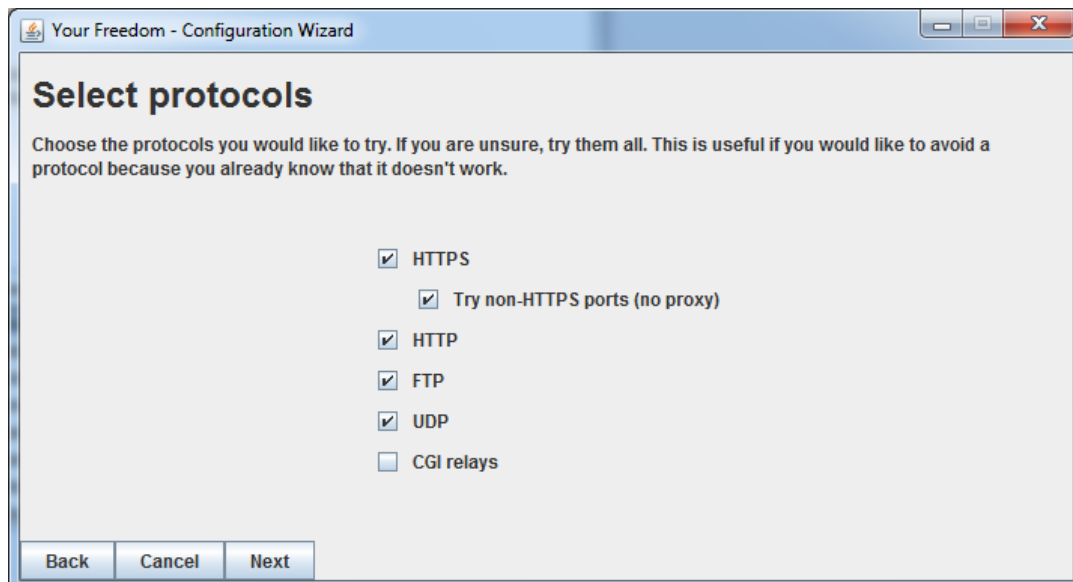 Your Freedom - Configuration Wizard
Select protocols
Choose the protocols you would like to try. If you are unsure, try them all. This is useful if you would like to avoid a
protocol because you already know that it doesn't work.
HTTPS
Try non-HTTPS ports (no proxy)
HTTP
FTP
UDP
CGI relays
Back Cancel Next